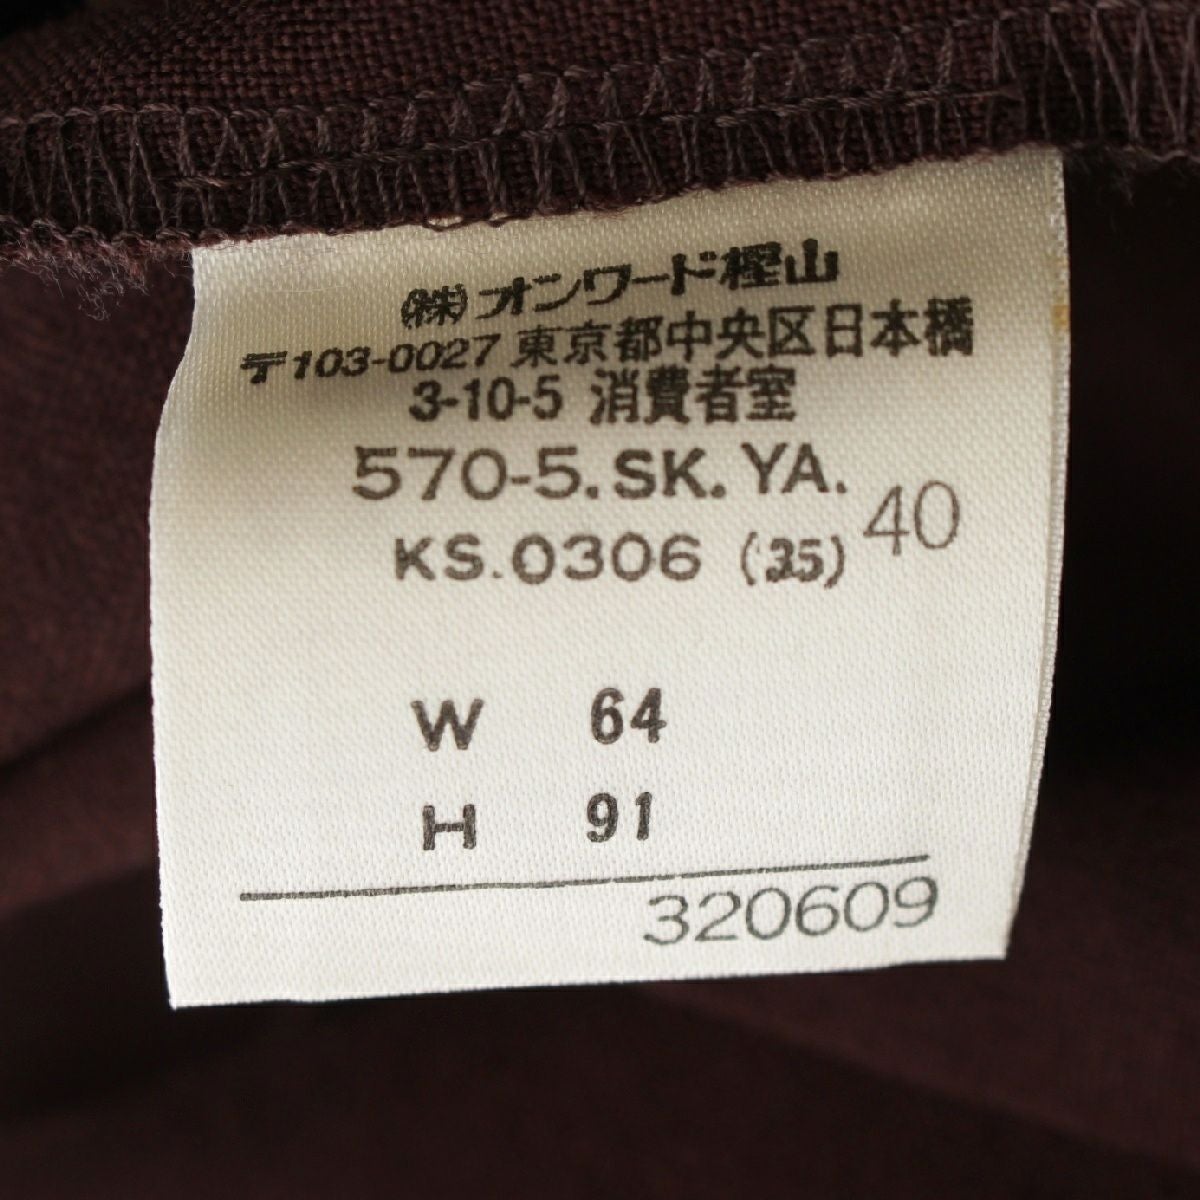 (株)オンワード樫山
〒103-0027 東京都中央区日本橋
3-10-5 消費者室
570-5.SK.YA.
KS.0306 (35) 40
W 64
H 91
320609